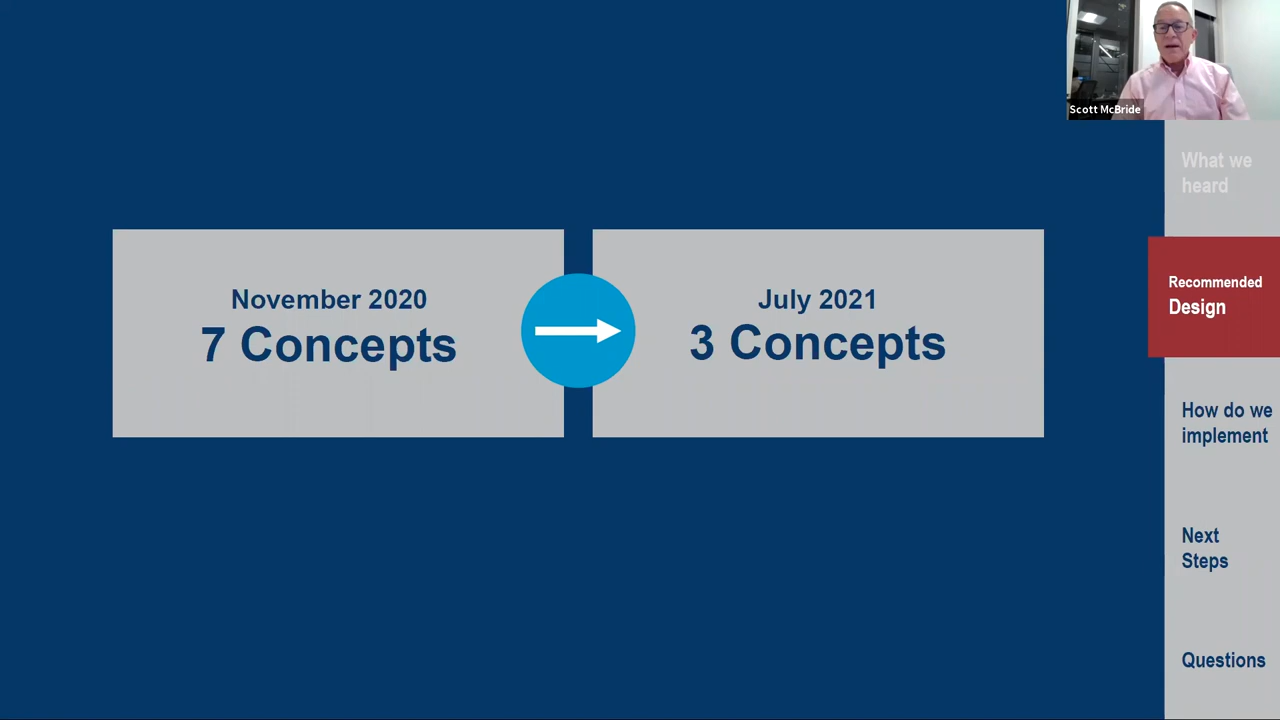 Scott McBride
What we
heard
November 2020
7 Concepts
July 2021
3 Concepts
Recommended
Design
How do we
implement
Next
Steps
Questions